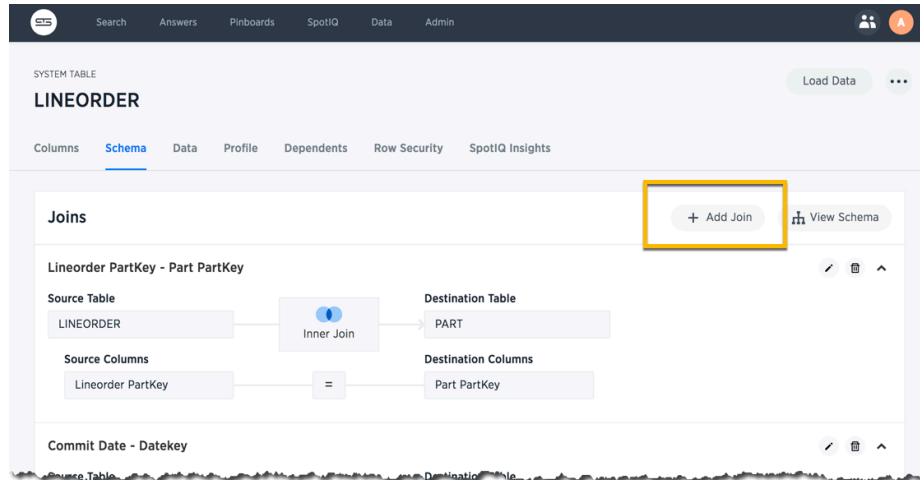 Search Answers Pinboards SpotIQ Data Admin
A
SYSTEM TABLE
LINEORDER
Load Data
Columns Schema Data Profile Dependents Row Security SpotIQ Insights
Joins
+ Add Join
View Schema
Lineorder PartKey - Part PartKey
Source Table
Destination Table
LINEORDER
Inner Join
PART
Source Columns
Destination Columns
Lineorder PartKey
=
Part PartKey
Commit Date - Datekey
Source Table